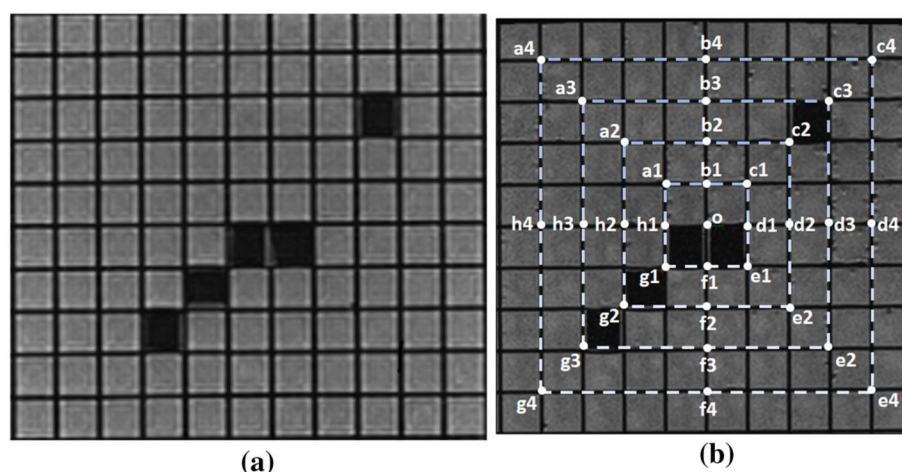 a4 b4 c4
a3 b3 c3
a2 b2 c2
a1 b1 c1
h4 h3 h2 h1 o d1 d2 d3 d4
g1 f1 e1
g2 f2 e2
g3 f3 e2
g4 f4 e4
(a) (b)